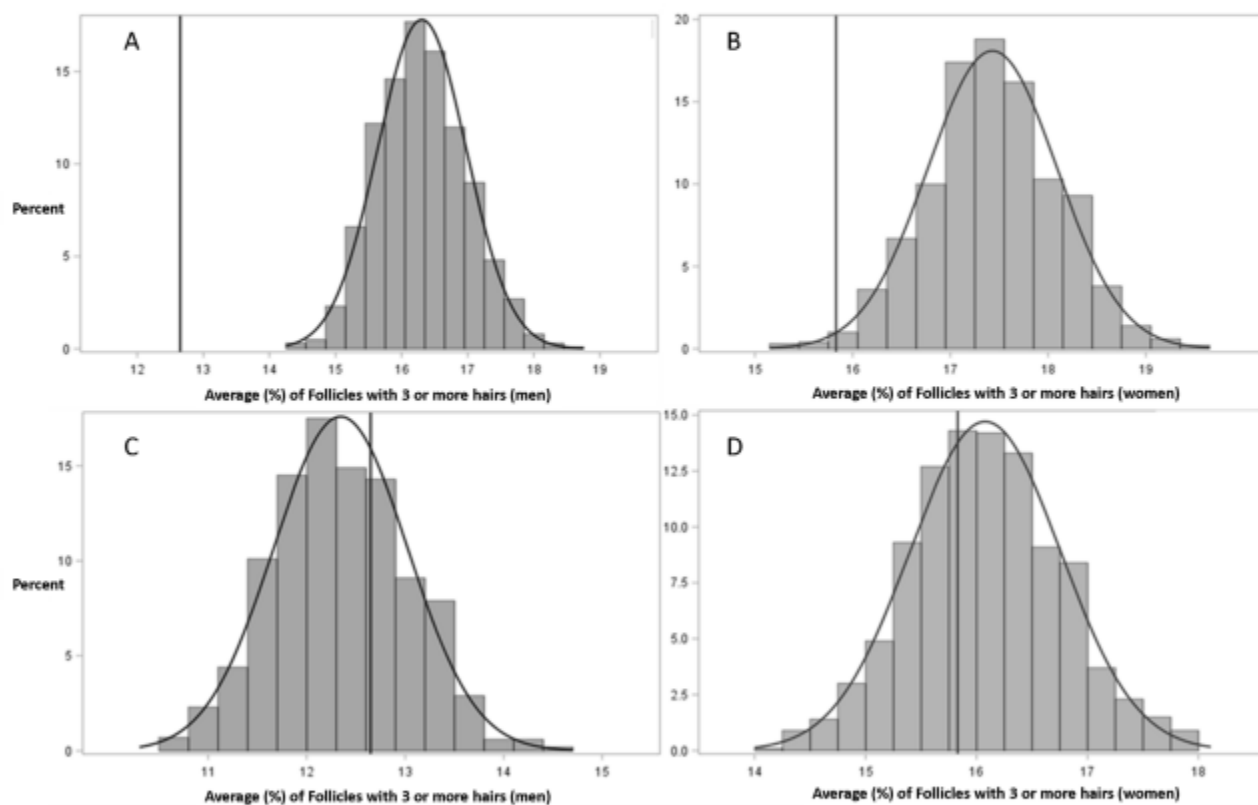 A
B
20
15
15
10
10
Percent
5
5
0
0
12 13 14 15 16 17 18 19
15 16 17 18 19
Average (%) of Follicles with 3 or more hairs (men)
Average (%) of Follicles with 3 or more hairs (women)
C
D
15.0
15
12.5
10
10.0
Percent
7.5
5
5.0
2.5
0
0.0
11 12 13 14 15
14 15 16 17 18
Average (%) of Follicles with 3 or more hairs (men)
Average (%) of Follicles with 3 or more hairs (women)